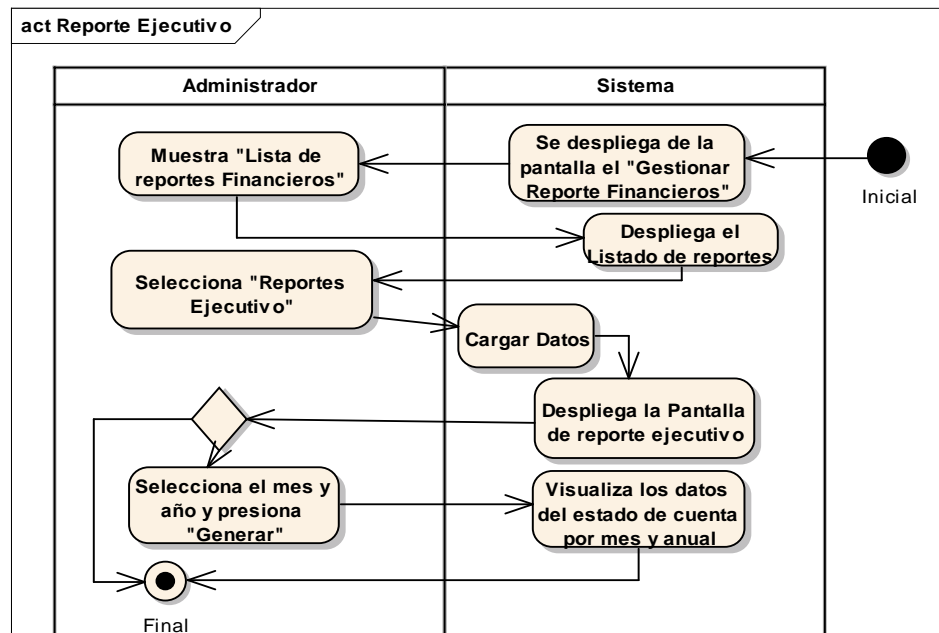 act Reporte Ejecutivo
Administrador
Sistema
Se despliega de la
pantalla el "Gestionar
Reporte Financieros"
Inicial
Muestra "Lista de
reportes Financieros"
Despliega el
Listado de reportes
Selecciona "Reportes
Ejecutivo"
Cargar Datos
Despliega la Pantalla
de reporte ejecutivo
Selecciona el mes y
año y presiona
"Generar"
Visualiza los datos
del estado de cuenta
por mes y anual
Final